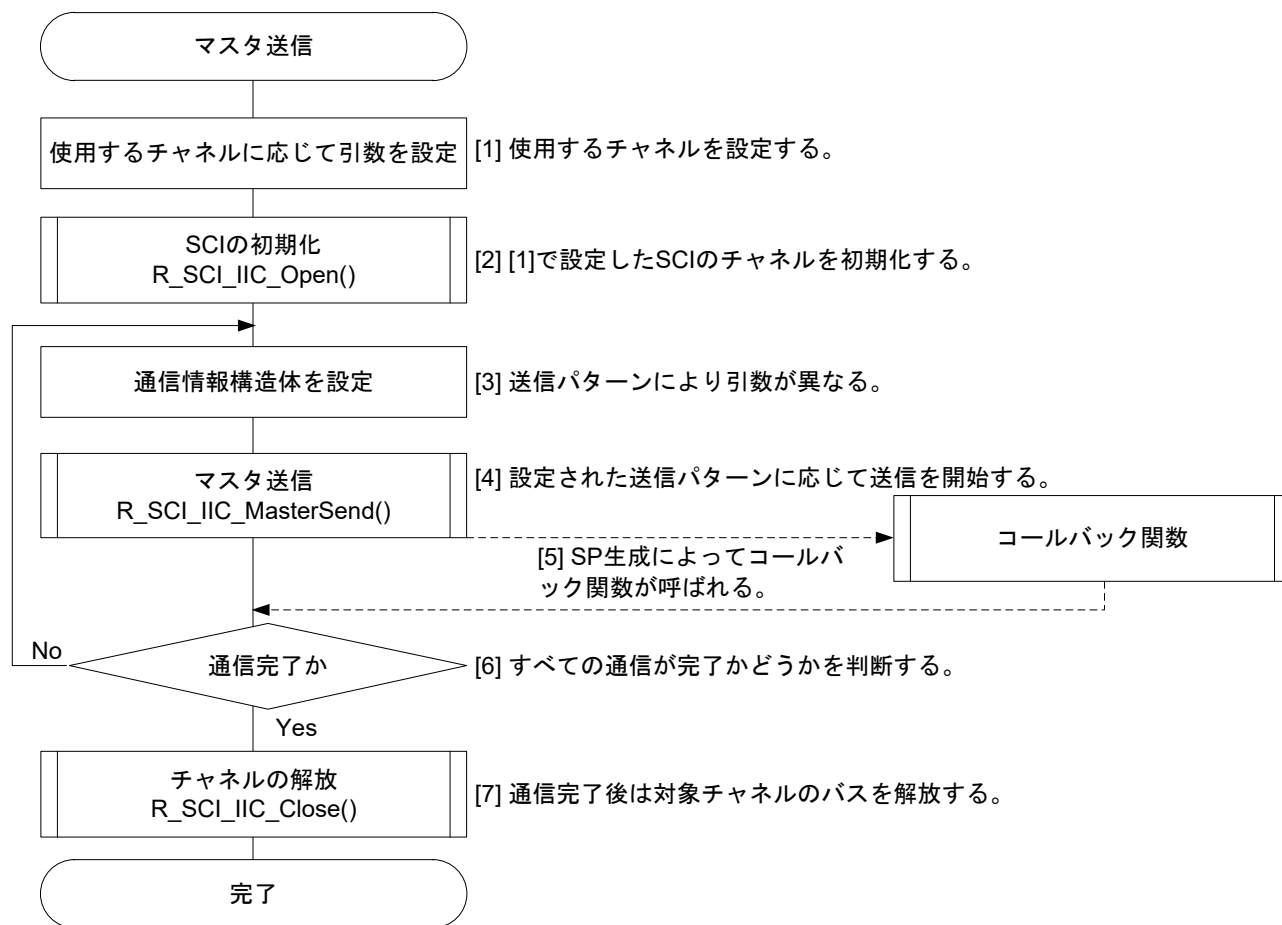 マスタ送信
使用するチャネルに応じて引数を設定
[1] 使用するチャネルを設定する。
SCIの初期化
R_SCI_IIC_Open()
[2] [1]で設定したSCIのチャネルを初期化する。
通信情報構造体を設定
[3] 送信パターンにより引数が異なる。
マスタ送信
R_SCI_IIC_MasterSend()
[4] 設定された送信パターンに応じて送信を開始する。
コールバック関数
[5] SP生成によってコールバ
ック関数が呼ばれる。
No
通信完了か
[6] すべての通信が完了かどうかを判断する。
Yes
チャネルの解放
R_SCI_IIC_Close()
[7] 通信完了後は対象チャネルのバスを解放する。
完了